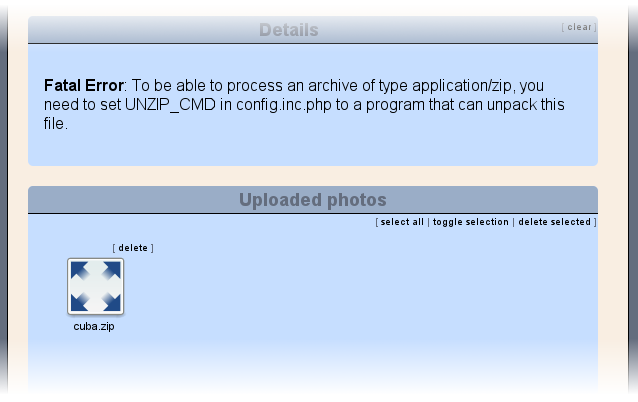 Details
[ clear ]
Fatal Error: To be able to process an archive of type application/zip, you
need to set UNZIP_CMD in config.inc.php to a program that can unpack this
file.
Uploaded photos
[ select all | toggle selection | delete selected ]
[ delete ]
cuba.zip